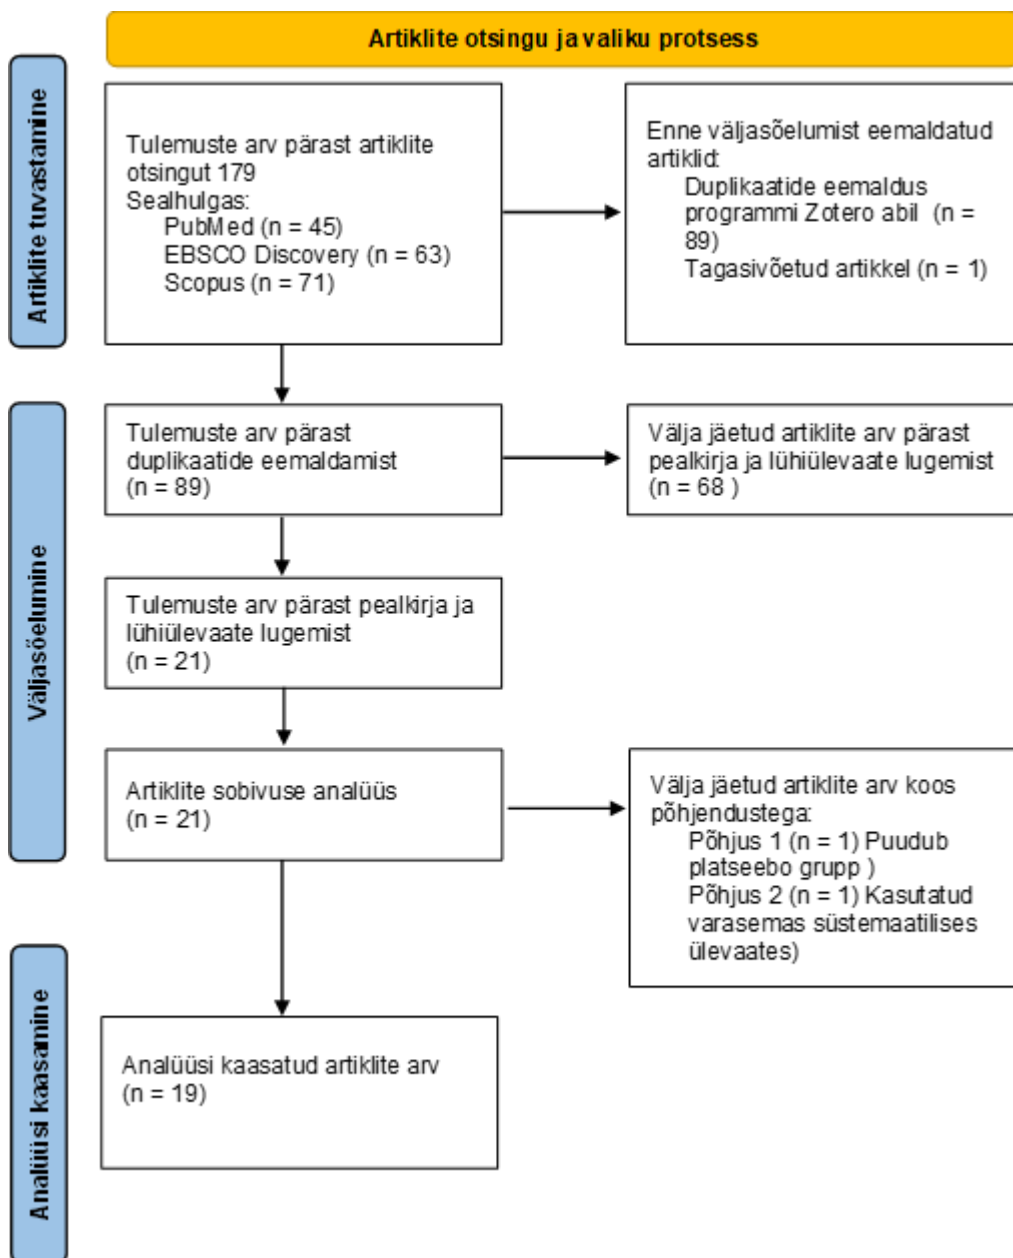 Artiklite otsingu ja valiku protsess
Artiklite tuvastamine
Tulemuste arv pärast artiklite
otsingut 179
Sealhulgas:
PubMed (n = 45)
EBSCO Discovery (n = 63)
Scopus (n = 71)
Enne väljasõelumist eemaldatud
artiklid:
Duplikaatide eemaldus
programmi Zotero abil (n =
89)
Tagasivõetud artikkel (n = 1)
Väljasõelumine
Tulemuste arv pärast
duplikaatide eemaldamist
(n = 89)
Välja jäetud artiklite arv pärast
pealkirja ja lühiülevaate lugemist
(n = 68 )
Tulemuste arv pärast pealkirja ja
lühiülevaate lugemist
(n = 21)
Artiklite sobivuse analüüs
(n = 21)
Välja jäetud artiklite arv koos
põhjendustega:
Põhjus 1 (n = 1) Puudub
platseebo grupp )
Põhjus 2 (n = 1) Kasutatud
varasemas süstemaatilises
ülevaates)
Analüüsi kaasamine
Analüüsi kaasatud artiklite arv
(n = 19)